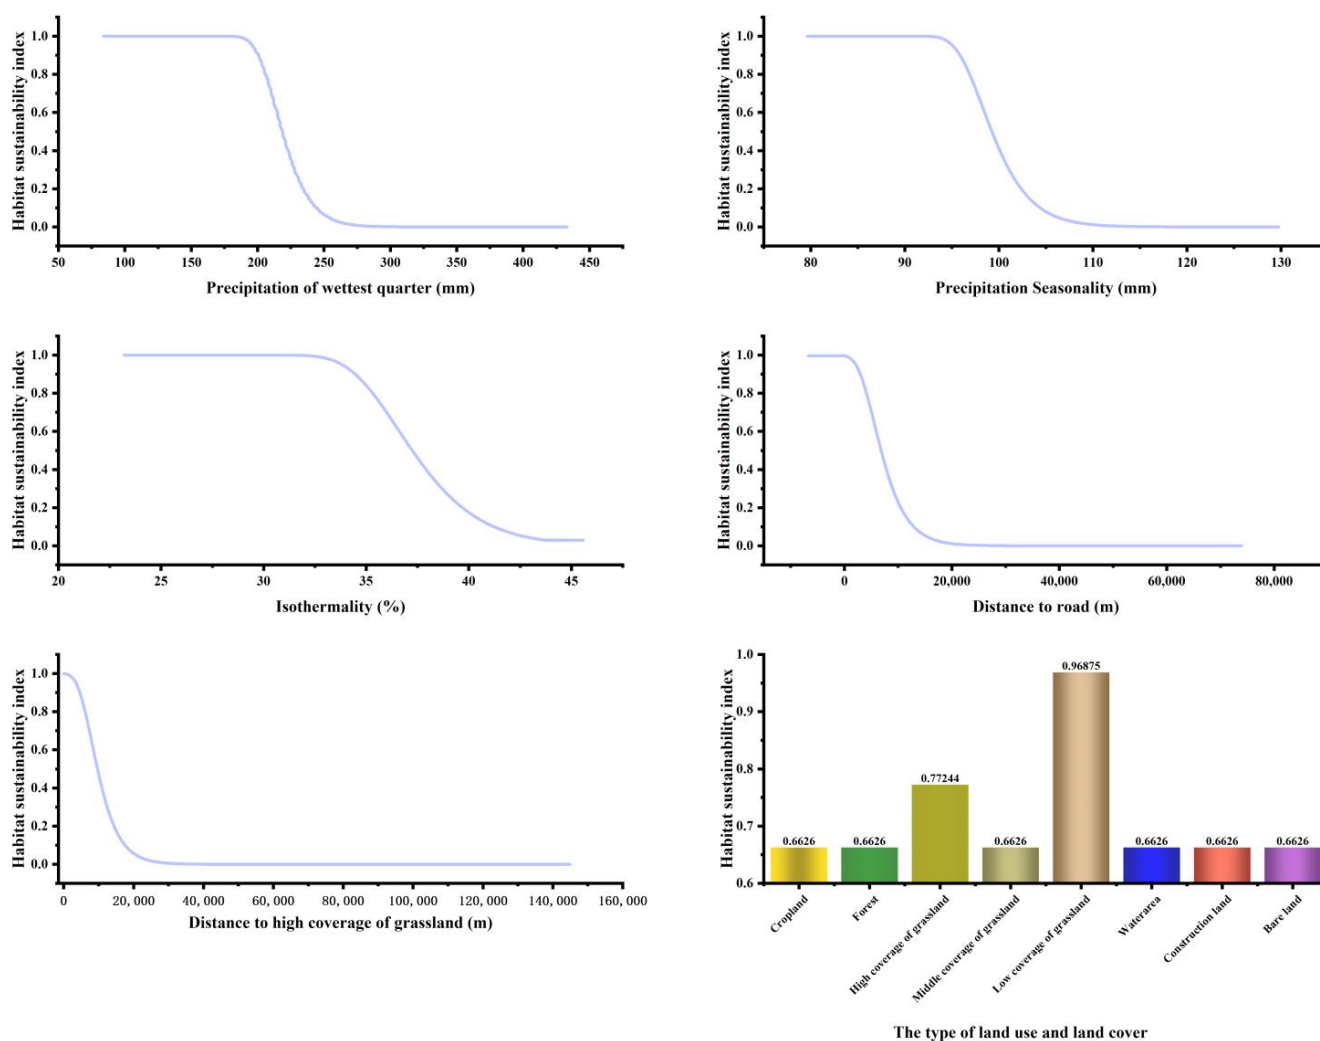 Habitat sustainability index
1.0
0.8
0.6
0.4
0.2
0.0
50 100 150 200 250 300 350 400 450
Precipitation of wettest quarter (mm)
Habitat sustainability index
1.0
0.8
0.6
0.4
0.2
0.0
80 90 100 110 120 130
Precipitation Seasonality (mm)
Habitat sustainability index
1.0
0.8
0.6
0.4
0.2
0.0
20 25 30 35 40 45
Isothermality (%)
Habitat sustainability index
1.0
0.8
0.6
0.4
0.2
0.0
0 20,000 40,000 60,000 80,000
Distance to road (m)
Habitat sustainability index
1.0
0.8
0.6
0.4
0.2
0.0
0 20,000 40,000 60,000 80,000 100,000 120,000 140,000 160,000
Distance to high coverage of grassland (m)
Habitat sustainability index
1.0
0.9
0.8
0.7
0.6
0.6626
0.6626
0.77244
0.6626
0.96875
0.6626
0.6626
0.6626
Cropland
Forest
High coverage of grassland
Middle coverage of grassland
Low coverage of grassland
Waterarea
Construction land
Bare land
The type of land use and land cover